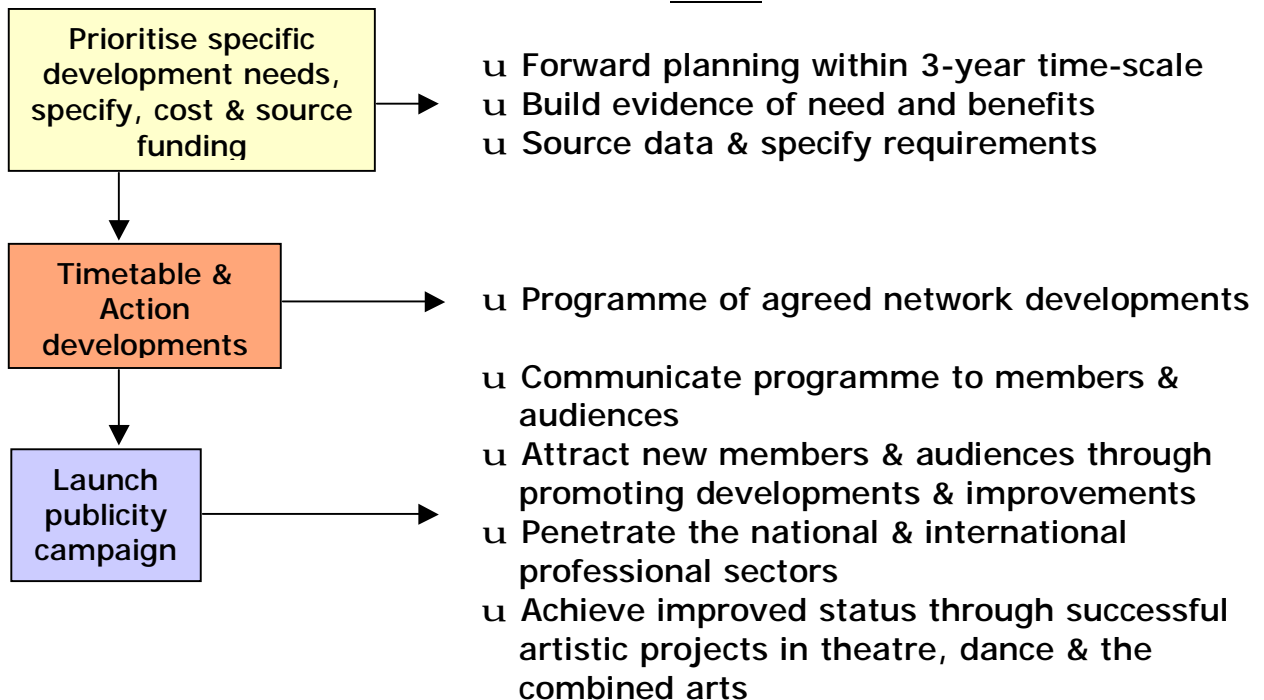 Prioritise specific
development needs,
specify, cost & source
funding
u Forward planning within 3-year time-scale
u Build evidence of need and benefits
u Source data & specify requirements
Timetable &
Action
developments
u Programme of agreed network developments
Launch
publicity
campaign
u Communicate programme to members &
audiences
u Attract new members & audiences through
promoting developments & improvements
u Penetrate the national & international
professional sectors
u Achieve improved status through successful
artistic projects in theatre, dance & the
combined arts